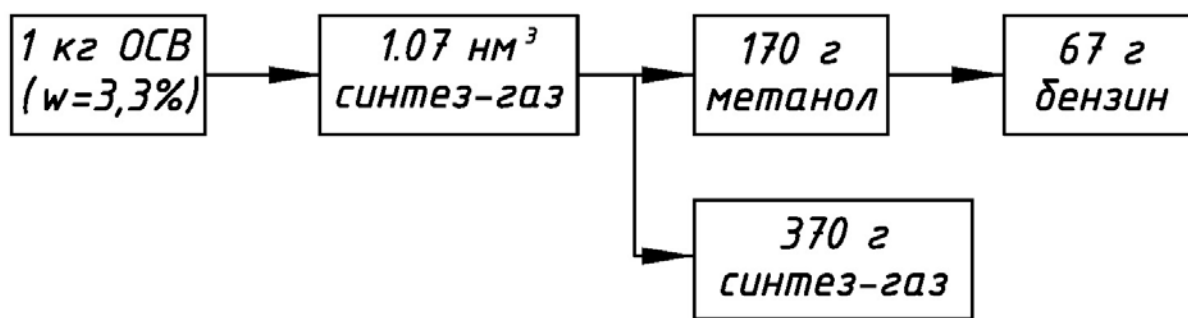 1 кг ОСВ
(w=3,3%)
1.07 нм³
синтез-газ
170 г
метанол
67 г
бензин
370 г
синтез-газ